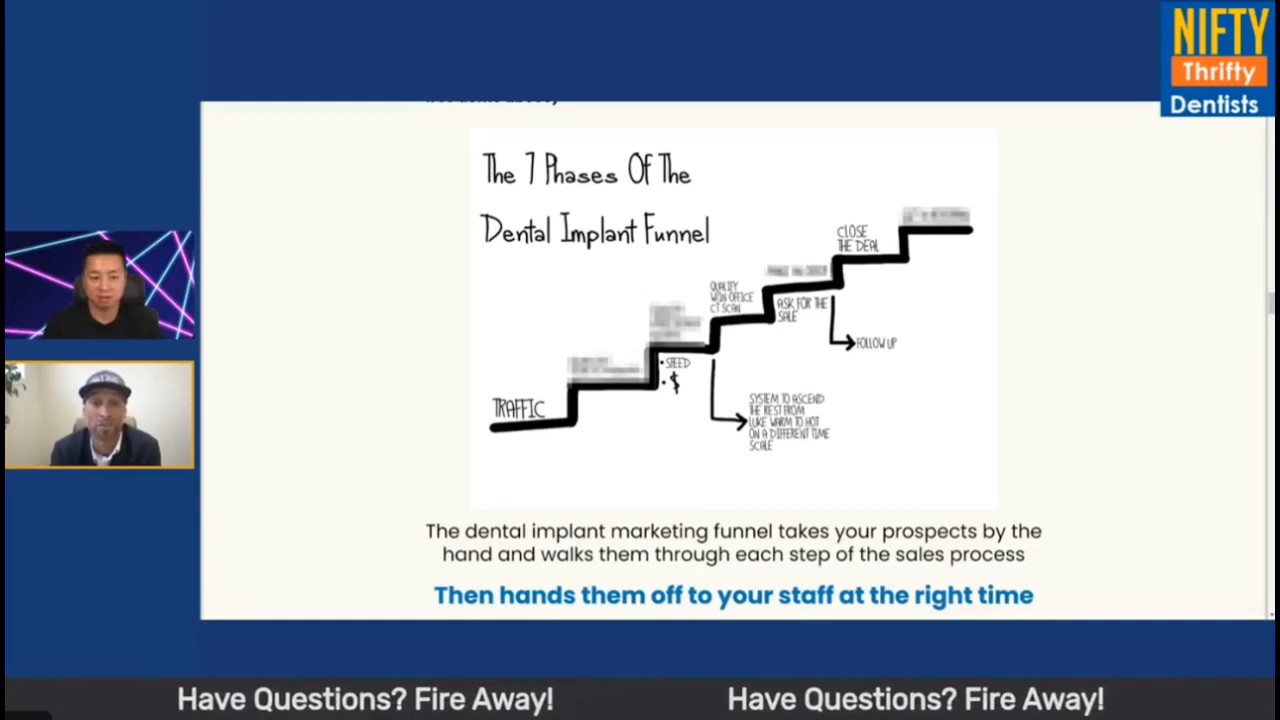 NIFTY
Thrifty
Dentists
The 7 Phases Of The
Dental Implant Funnel
CLOSE
THE DEAL
QUALIFY
W/IN OFFICE
CT SCAN
ASK FOR THE
SALE
FOLLOW UP
• SPEED
• $
TRAFFIC
SYSTEM TO ASCEND
THE REST FROM
LUKE WARM TO HOT
ON A DIFFERENT TIME
SCALE
The dental implant marketing funnel takes your prospects by the
hand and walks them through each step of the sales process
Then hands them off to your staff at the right time
Have Questions? Fire Away!
Have Questions? Fire Away!